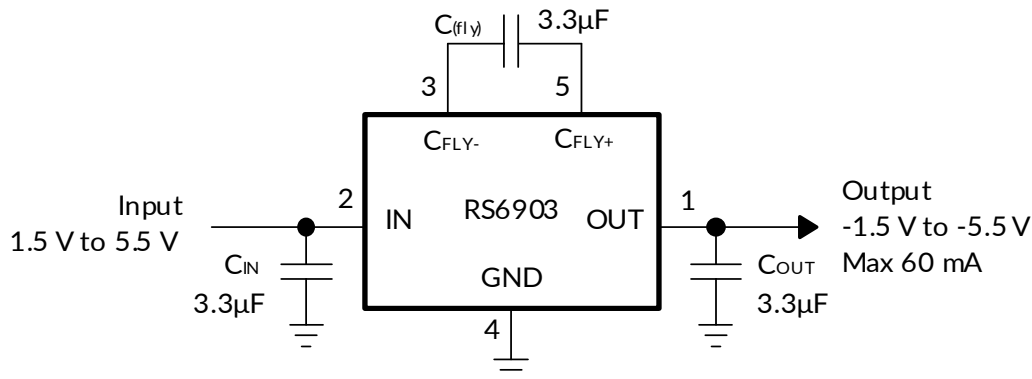 C(fly)
3.3µF
3
5
CFLY-
CFLY+
Input
1.5 V to 5.5 V
2
IN
RS6903
OUT
1
Output
-1.5 V to -5.5 V
Max 60 mA
CIN
3.3µF
GND
COUT
3.3µF
4